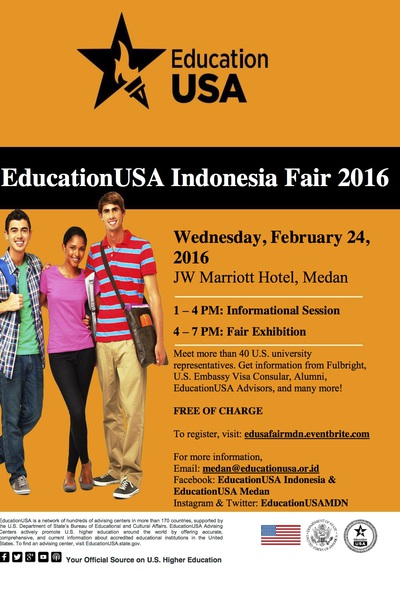 Education
USA
EducationUSA Indonesia Fair 2016
Wednesday, February 24,
2016
JW Marriott Hotel, Medan
1 – 4 PM: Informational Session
4 – 7 PM: Fair Exhibition
Meet more than 40 U.S. university
representatives. Get information from Fulbright,
U.S. Embassy Visa Consular, Alumni,
EducationUSA Advisors, and many more!
FREE OF CHARGE
To register, visit: edusafairmdn.eventbrite.com
For more information,
Email: medan@educationusa.or.id
Facebook: EducationUSA Indonesia &
EducationUSA Medan
Instagram & Twitter: EducationUSAMDN
EducationUSA is a network of hundreds of advising centers in more than 170 countries, supported by
the U.S. Department of State's Bureau of Educational and Cultural Affairs. EducationUSA Advising
Centers actively promote U.S. higher education around the world by offering accurate,
comprehensive, and current information about accredited educational institutions in the United
States. To find an advising center, visit EducationUSA.state.gov.
Your Official Source on U.S. Higher Education